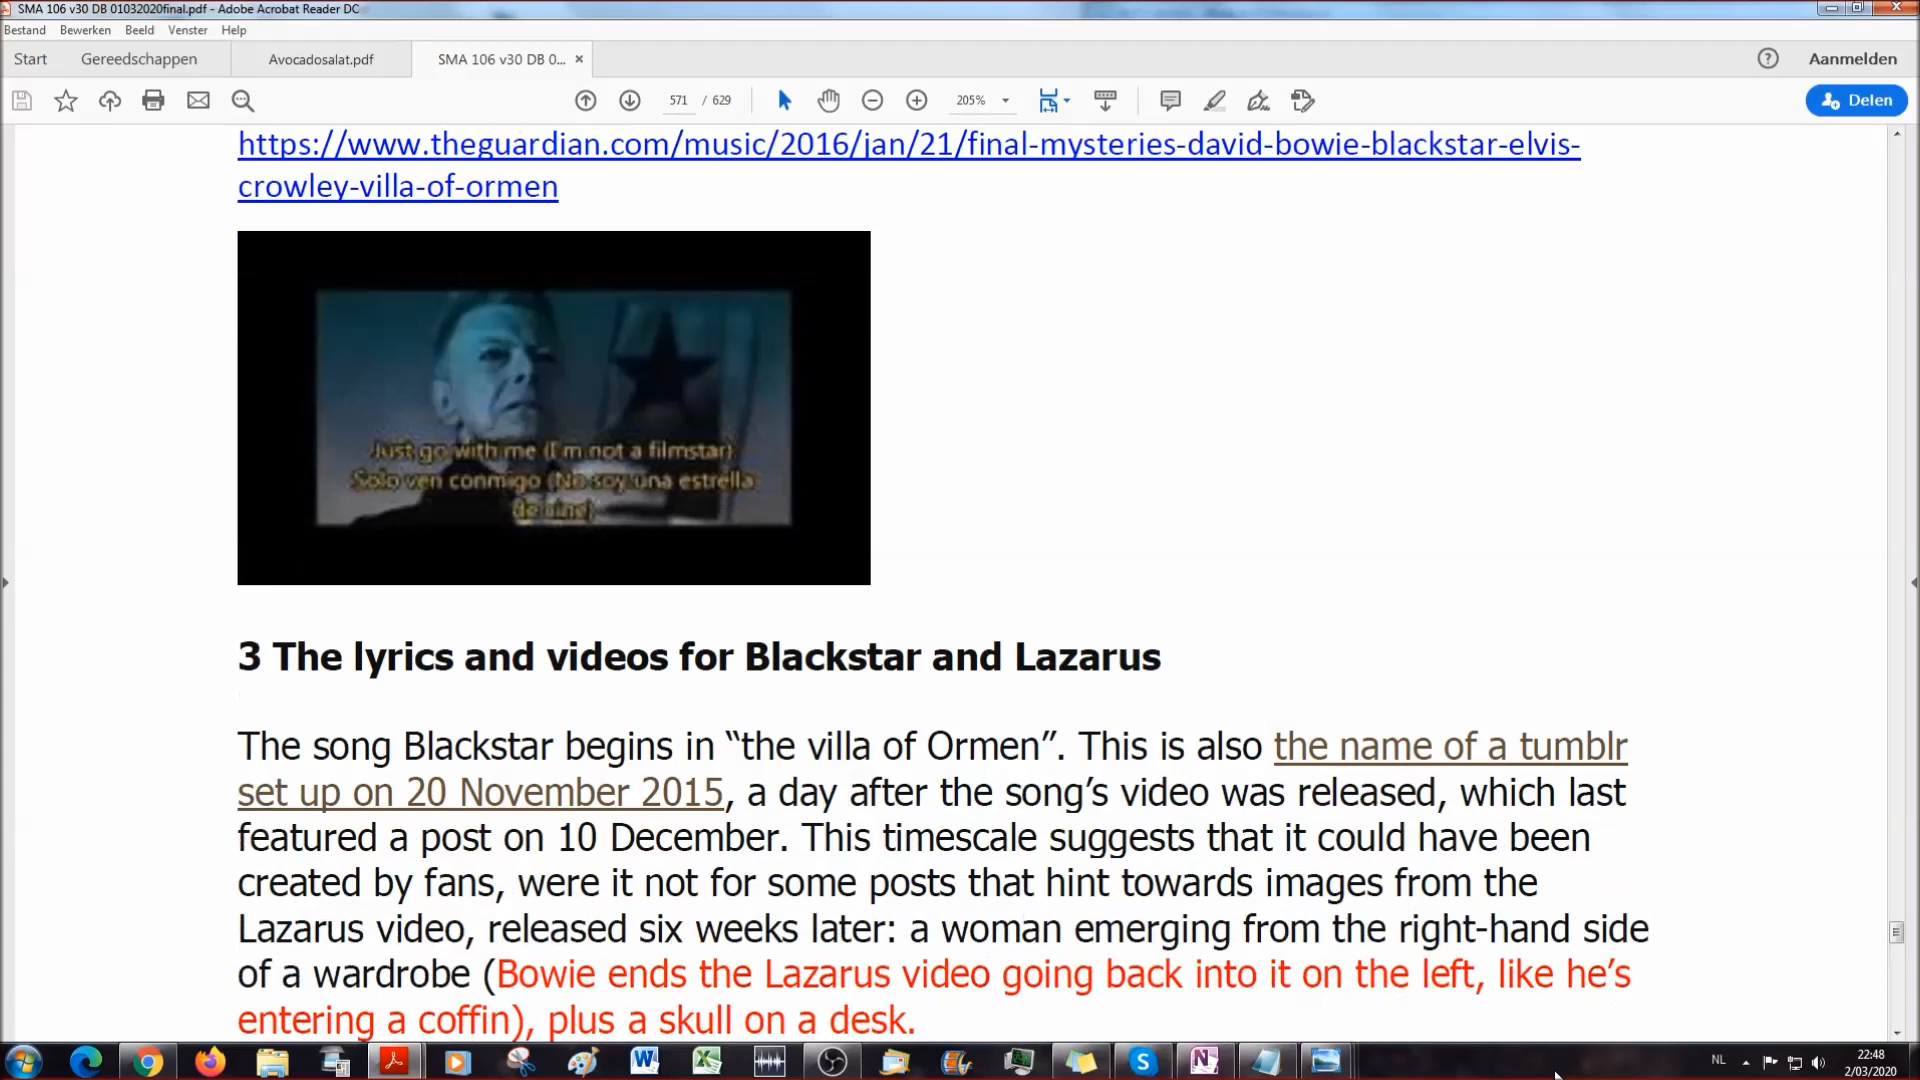 SMA 106 v30 DB 01032020final.pdf - Adobe Acrobat Reader DC
Bestand Bewerken Beeld Venster Help
Start Gereedschappen Avocadosalat.pdf SMA 106 v30 DB 0... × Aanmelden
571 / 629 205% Delen
https://www.theguardian.com/music/2016/jan/21/final-mysteries-david-bowie-blackstar-elvis-
crowley-villa-of-ormen
Just go with me (I'm not a filmstar)
Solo ven conmigo (No soy una estrella
de cine)
3 The lyrics and videos for Blackstar and Lazarus
The song Blackstar begins in “the villa of Ormen”. This is also the name of a tumblr
set up on 20 November 2015, a day after the song’s video was released, which last
featured a post on 10 December. This timescale suggests that it could have been
created by fans, were it not for some posts that hint towards images from the
Lazarus video, released six weeks later: a woman emerging from the right-hand side
of a wardrobe (Bowie ends the Lazarus video going back into it on the left, like he’s
entering a coffin), plus a skull on a desk.
NL 22:48
2/03/2020